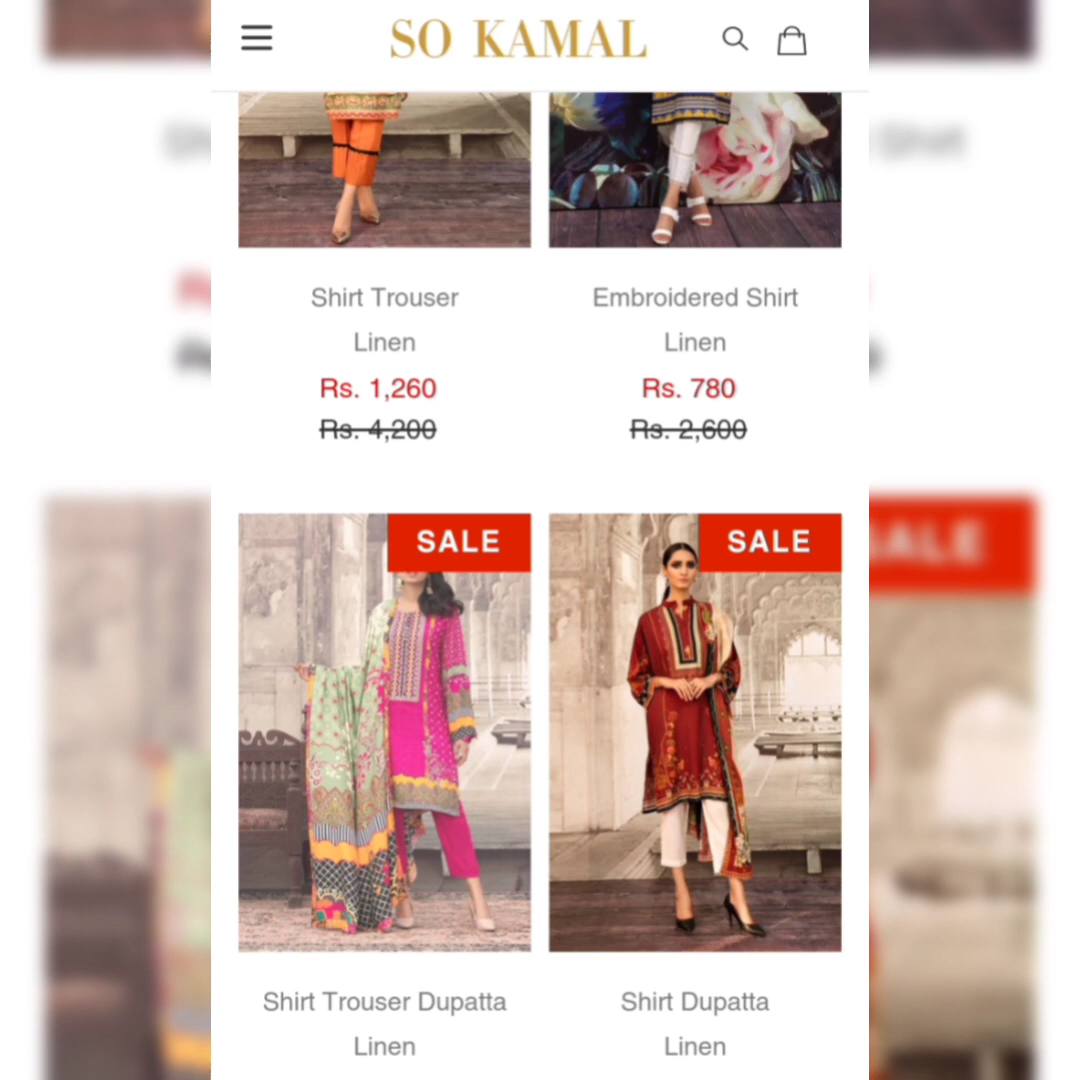 SO KAMAL
Shirt Trouser
Linen
Rs. 1,260
Rs. 4,200
Embroidered Shirt
Linen
Rs. 780
Rs. 2,600
SALE
SALE
Shirt Trouser Dupatta
Linen
Shirt Dupatta
Linen